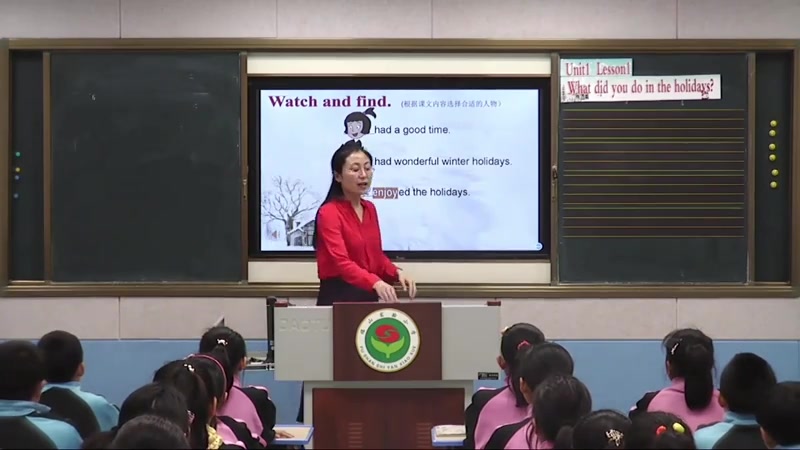 Watch and find. (根据课文内容选择合适的人物)
had a good time.
had wonderful winter holidays.
enjoyed the holidays.
Unit1 Lesson1
What did you do in the holidays?